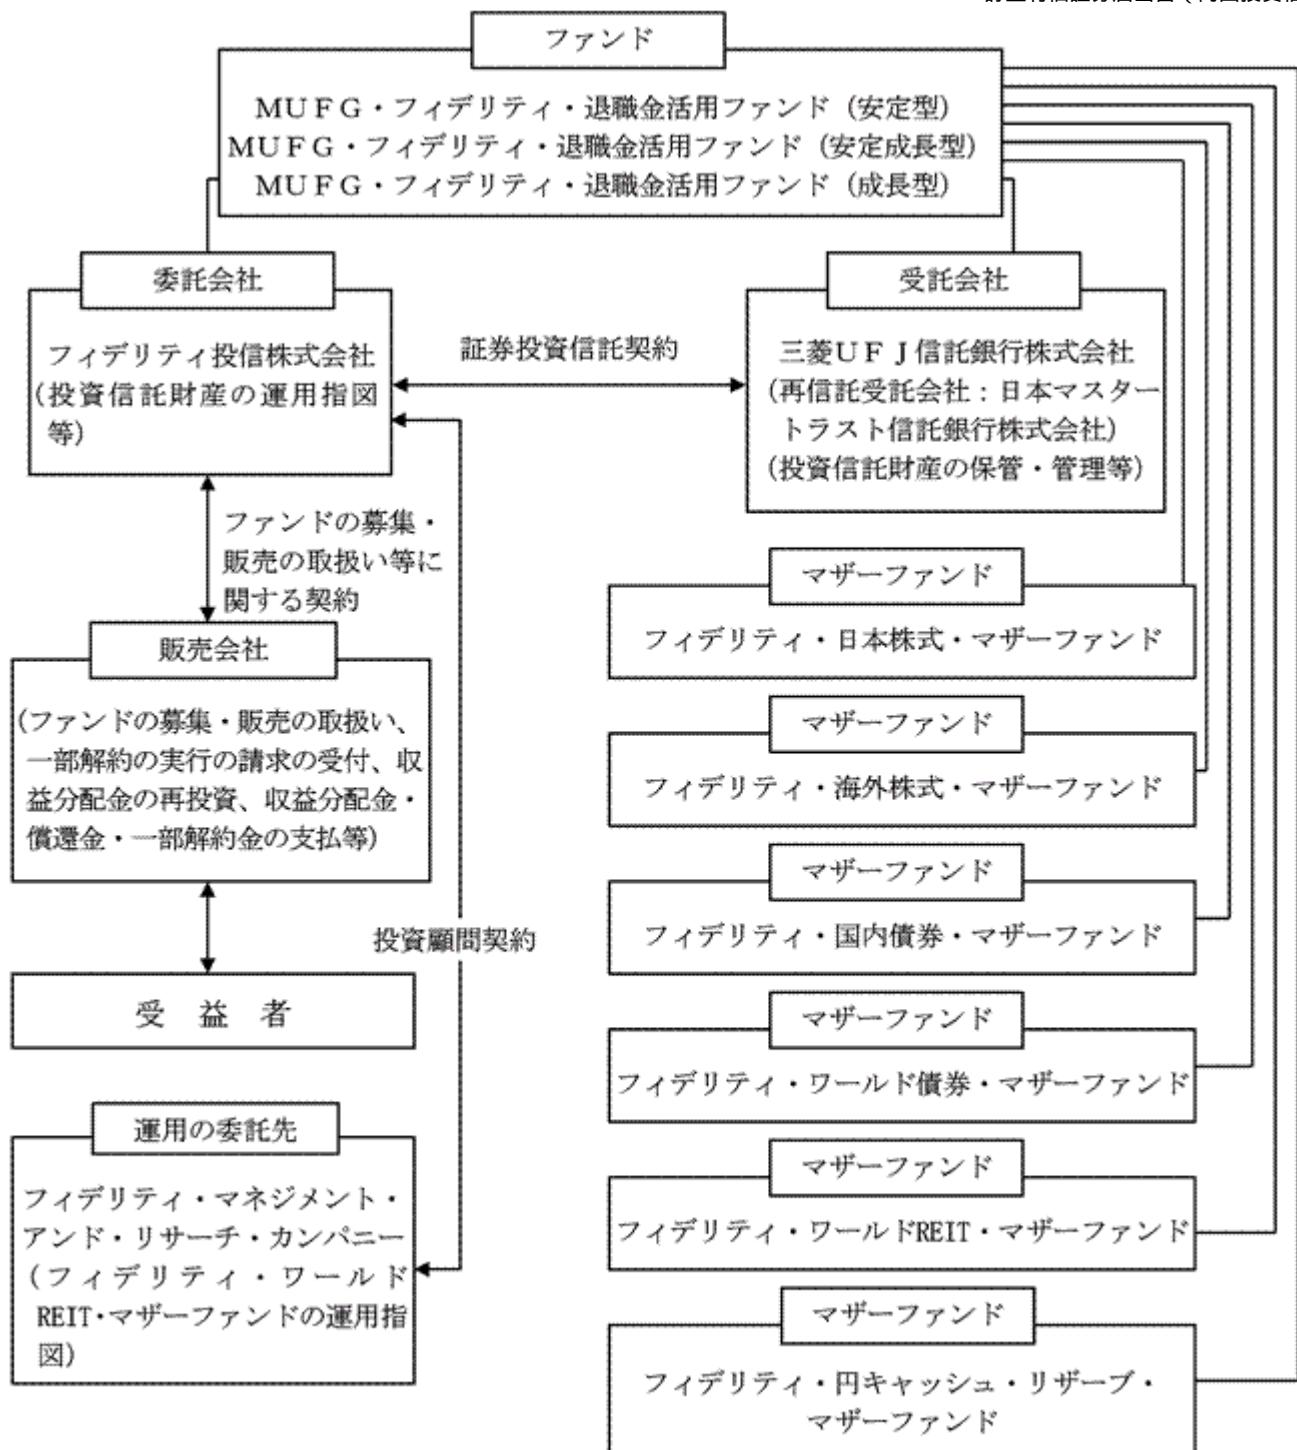 ファンド
MUFG・フィデリティ・退職金活用ファンド（安定型）
MUFG・フィデリティ・退職金活用ファンド（安定成長型）
MUFG・フィデリティ・退職金活用ファンド（成長型）
委託会社
フィデリティ投信株式会社
（投資信託財産の運用指図
等）
証券投資信託契約
受託会社
三菱UFJ信託銀行株式会社
（再信託受託会社：日本マスター
トラスト信託銀行株式会社）
（投資信託財産の保管・管理等）
ファンドの募集・
販売の取扱い等に
関する契約
販売会社
（ファンドの募集・販売の取扱い、
一部解約の実行の請求の受付、収
益分配金の再投資、収益分配金・
償還金・一部解約金の支払等）
投資顧問契約
受 益 者
運用の委託先
フィデリティ・マネジメント・
アンド・リサーチ・カンパニー
（フィデリティ・ワールド
REIT・マザーファンドの運用指
図）
マザーファンド
フィデリティ・日本株式・マザーファンド
マザーファンド
フィデリティ・海外株式・マザーファンド
マザーファンド
フィデリティ・国内債券・マザーファンド
マザーファンド
フィデリティ・ワールド債券・マザーファンド
マザーファンド
フィデリティ・ワールドREIT・マザーファンド
マザーファンド
フィデリティ・円キャッシュ・リザーブ・
マザーファンド